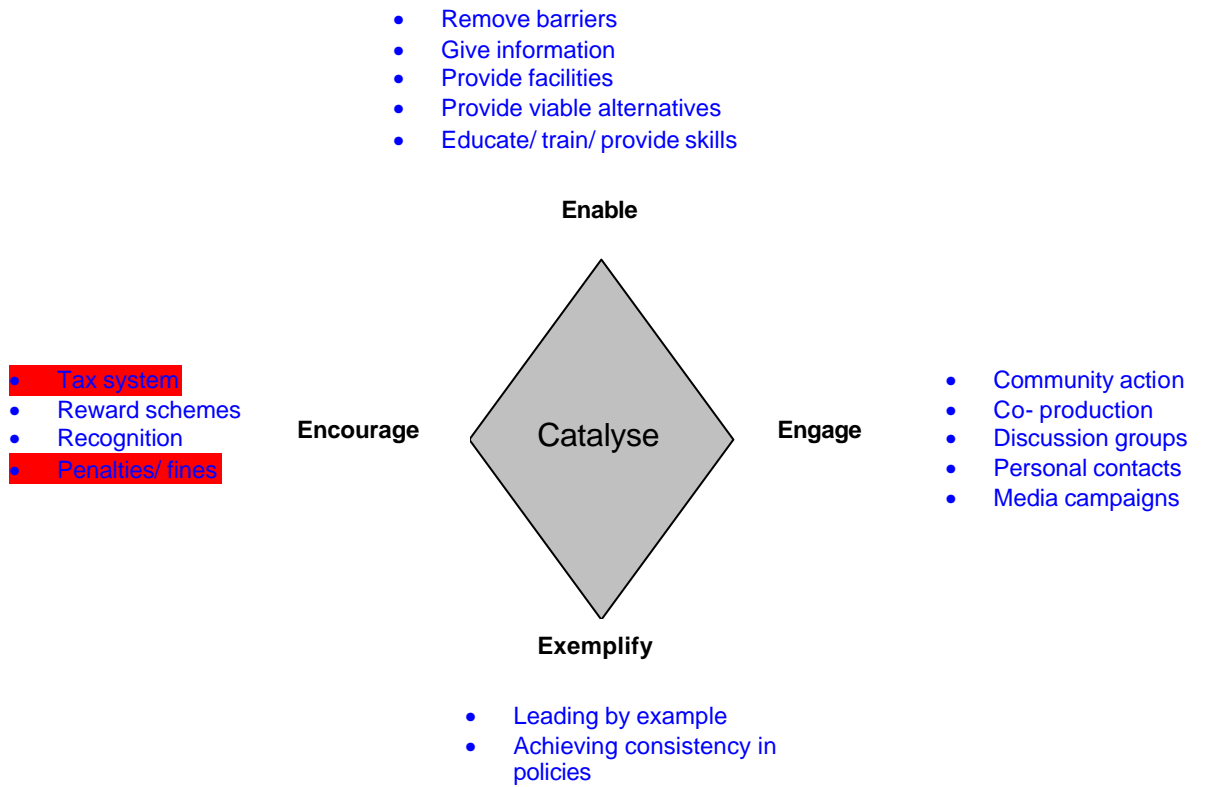 • Remove barriers
• Give information
• Provide facilities
• Provide viable alternatives
• Educate/ train/ provide skills
Enable
• Tax system
• Reward schemes
• Recognition
• Penalties/ fines
Encourage
Catalyse
Engage
• Community action
• Co- production
• Discussion groups
• Personal contacts
• Media campaigns
Exemplify
• Leading by example
• Achieving consistency in
policies